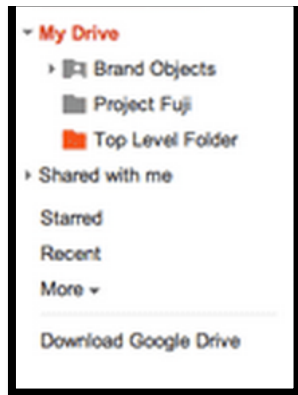 My Drive
Brand Objects
Project Fuji
Top Level Folder
Shared with me
Starred
Recent
More
Download Google Drive